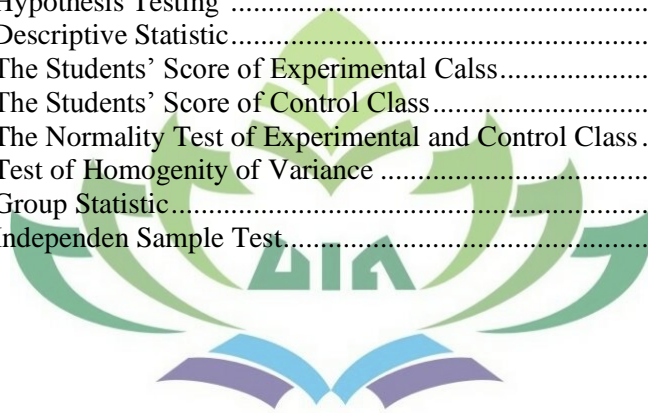 Hypothesis Testing ..........................................................
Descriptive Statistic..........................................................
The Students' Score of Experimental Calss......................
The Students' Score of Control Class................................
The Normality Test of Experimental and Control Class .
Test of Homogenity of Variance .......................................
Group Statistic...................................................................
Independen Sample Test...................................................
UIN